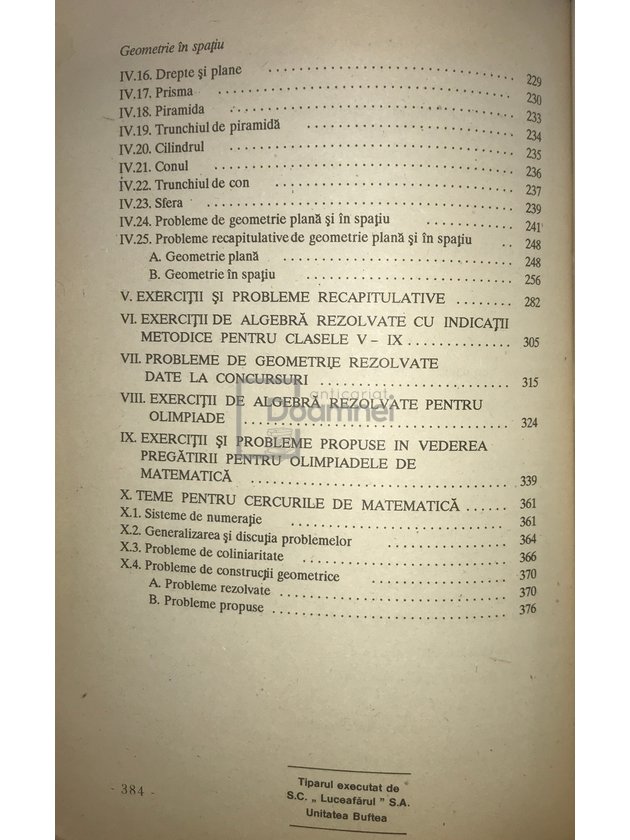 Geometrie în spațiu
IV.16. Drepte și plane .......... 229
IV.17. Prisma .......... 230
IV.18. Piramida .......... 233
IV.19. Trunchiul de piramidă .......... 234
IV.20. Cilindrul .......... 235
IV.21. Conul .......... 236
IV.22. Trunchiul de con .......... 237
IV.23. Sfera .......... 239
IV.24. Probleme de geometrie plană și în spațiu .......... 241
IV.25. Probleme recapitulative de geometrie plană și în spațiu .. 248
A. Geometrie plană .......... 248
B. Geometrie în spațiu .......... 256
V. EXERCIȚII ȘI PROBLEME RECAPITULATIVE ....... 282
VI. EXERCIȚII DE ALGEBRĂ REZOLVATE CU INDICAȚII
METODICE PENTRU CLASELE V – IX .......... 305
VII. PROBLEME DE GEOMETRIE REZOLVATE
DATE LA CONCURSURI .......... 315
anticariat
Doamnei
VIII. EXERCIȚII DE ALGEBRĂ REZOLVATE PENTRU
OLIMPIADE .......... 324
IX. EXERCIȚII ȘI PROBLEME PROPUSE IN VEDEREA
PREGĂTIRII PENTRU OLIMPIADELE DE
MATEMATICĂ .......... 339
X. TEME PENTRU CERCURILE DE MATEMATICĂ ...... 361
X.1. Sisteme de numerație .......... 361
X.2. Generalizarea și discuția problemelor .......... 364
X.3. Probleme de coliniaritate .......... 366
X.4. Probleme de construcții geometrice .......... 370
A. Probleme rezolvate .......... 370
B. Probleme propuse .......... 376
- 384 -
Tiparul executat de
S.C. „ Luceafărul ” S.A.
Unitatea Buftea